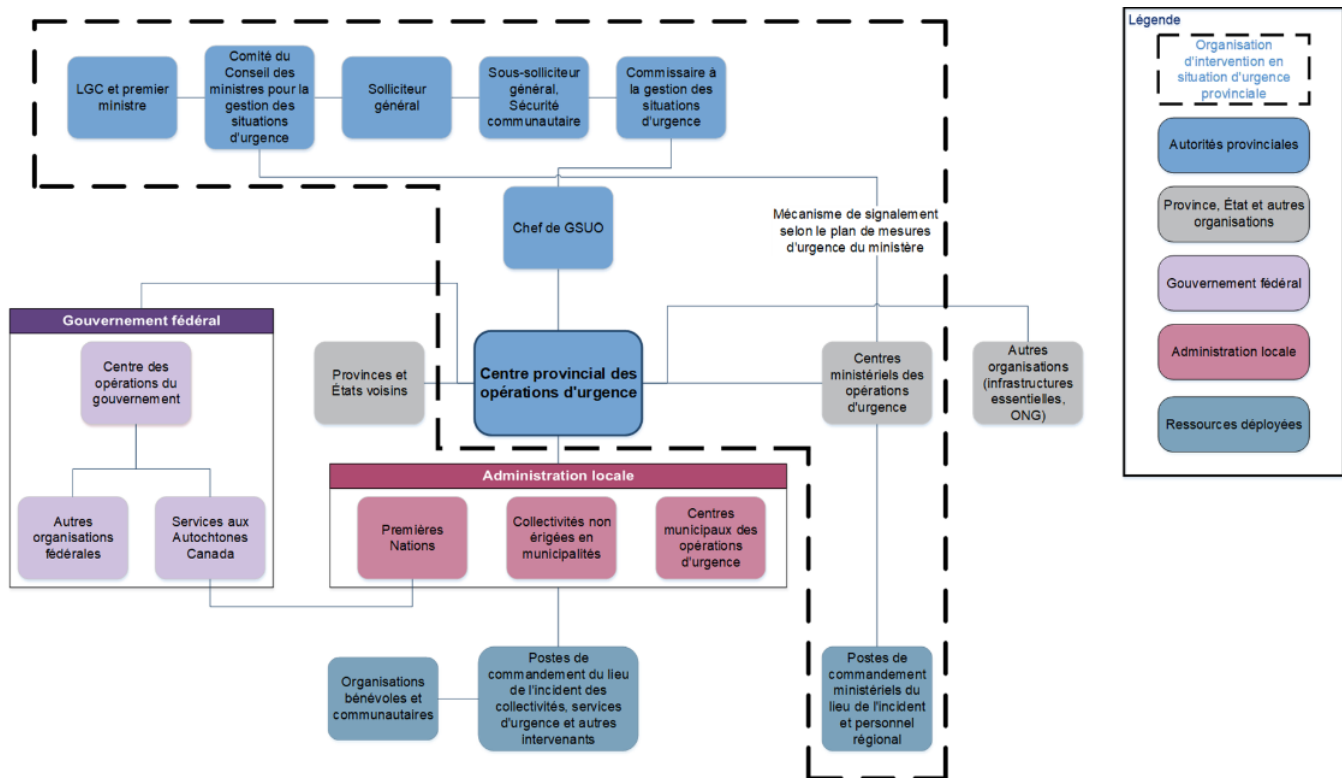 LGC et premier
ministre
Comité du
Conseil des
ministres pour la
gestion des
situations
d'urgence
Solliciteur
général
Sous-solliciteur
général,
Sécurité
communautaire
Commissaire à
la gestion des
situations
d'urgence
Chef de GSUO
Mécanisme de signalement
selon le plan de mesures
d'urgence du ministère
Gouvernement fédéral
Centre des
opérations du
gouvernement
Autres
organisations
fédérales
Services aux
Autochtones
Canada
Provinces et
États voisins
Centre provincial des
opérations d'urgence
Centres
ministériels des
opérations
d'urgence
Autres
organisations
(infrastructures
essentielles,
ONG)
Administration locale
Premières
Nations
Collectivités non
érigées en
municipalités
Centres
municipaux des
opérations
d'urgence
Organisations
bénévoles et
communautaires
Postes de
commandement du lieu
de l'incident des
collectivités, services
d'urgence et autres
intervenants
Postes de
commandement
ministériels du
lieu de l'incident
et personnel
régional
Légende
Organisation
d'intervention en
situation d'urgence
provinciale
Autorités provinciales
Province, État et autres
organisations
Gouvernement fédéral
Administration locale
Ressources déployées